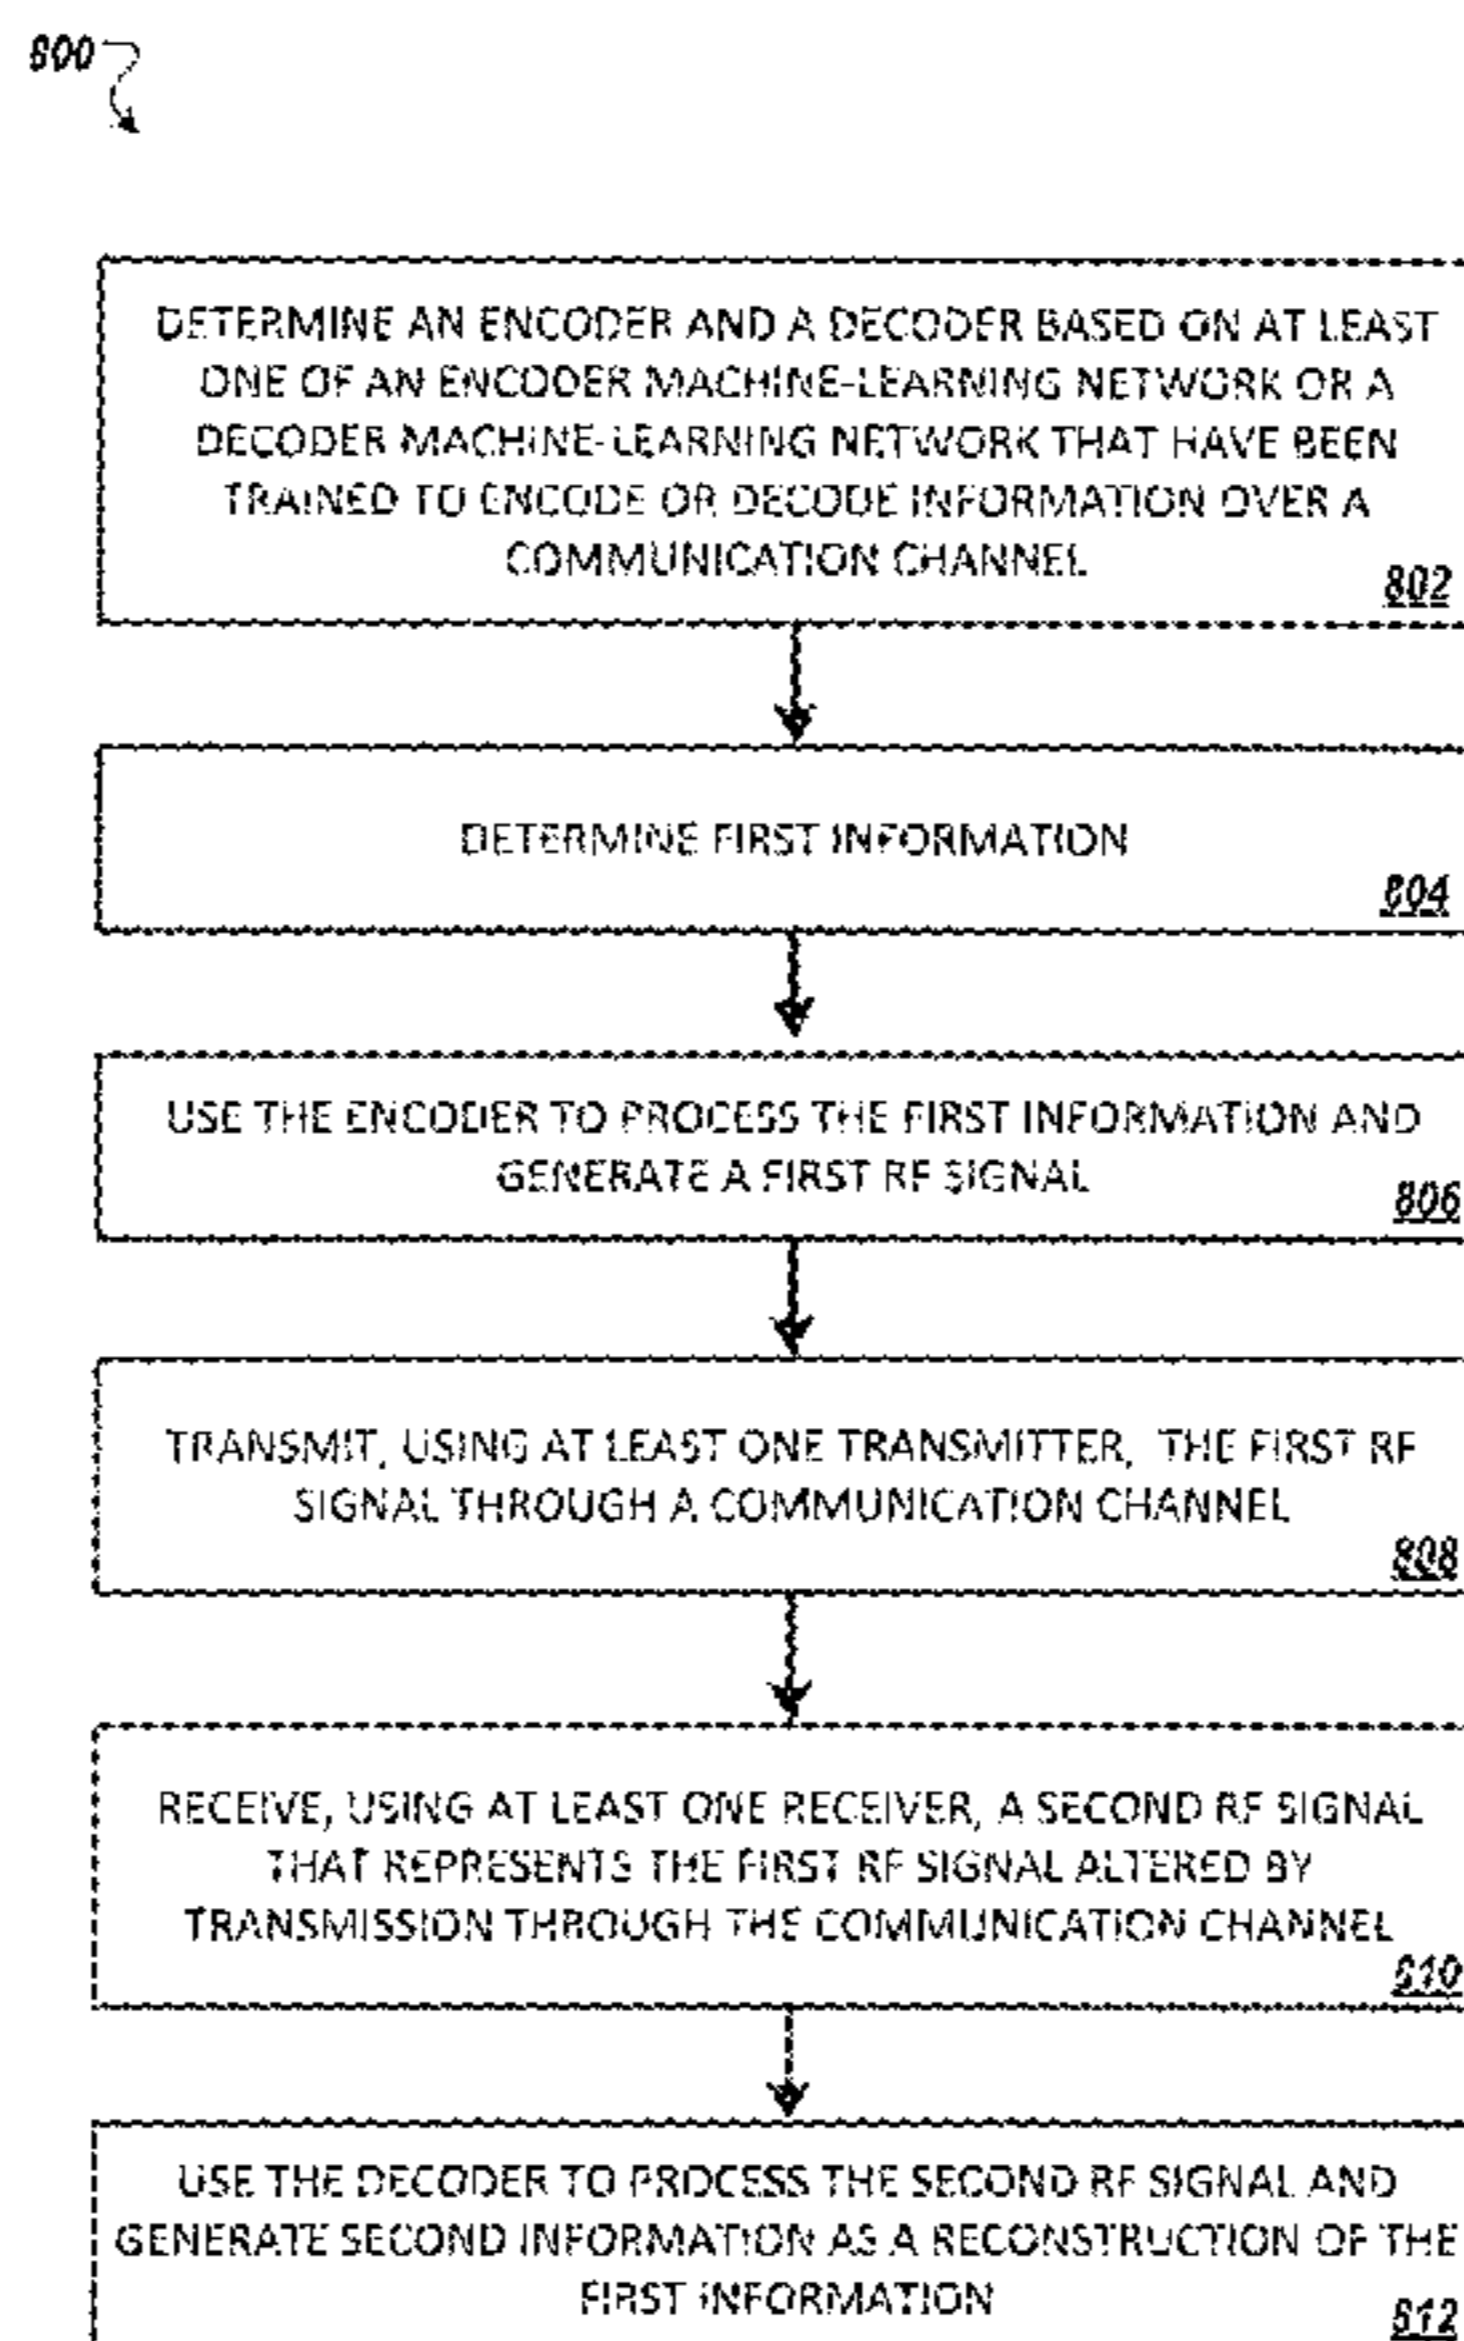 800
DETERMINE AN ENCODER AND A DECODER BASED ON AT LEAST
ONE OF AN ENCODER MACHINE-LEARNING NETWORK OR A
DECODER MACHINE-LEARNING NETWORK THAT HAVE BEEN
TRAINED TO ENCODE OR DECODE INFORMATION OVER A
COMMUNICATION CHANNEL
802
DETERMINE FIRST INFORMATION
804
USE THE ENCODER TO PROCESS THE FIRST INFORMATION AND
GENERATE A FIRST RF SIGNAL
806
TRANSMIT, USING AT LEAST ONE TRANSMITTER, THE FIRST RF
SIGNAL THROUGH A COMMUNICATION CHANNEL
808
RECEIVE, USING AT LEAST ONE RECEIVER, A SECOND RF SIGNAL
THAT REPRESENTS THE FIRST RF SIGNAL ALTERED BY
TRANSMISSION THROUGH THE COMMUNICATION CHANNEL
810
USE THE DECODER TO PROCESS THE SECOND RF SIGNAL AND
GENERATE SECOND INFORMATION AS A RECONSTRUCTION OF THE
FIRST INFORMATION
812